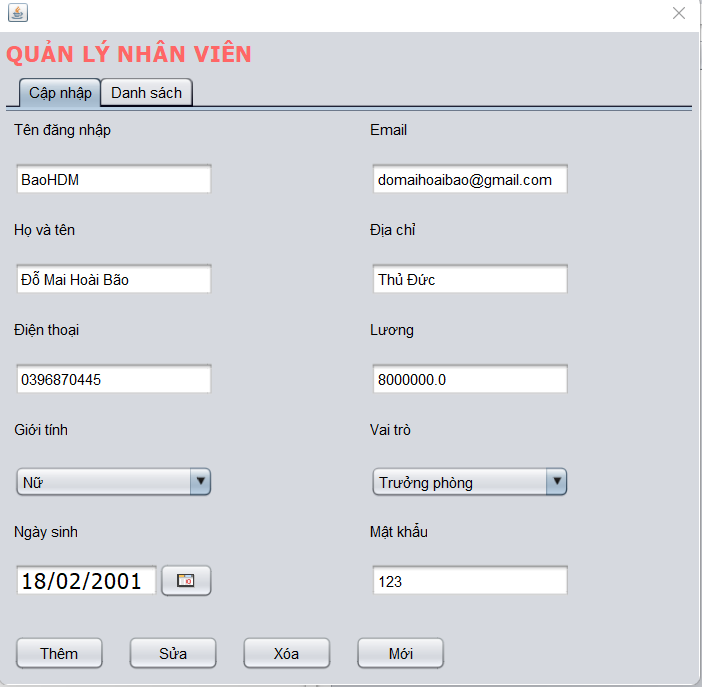 QUẢN LÝ NHÂN VIÊN
Cập nhập Danh sách
Tên đăng nhập Email
BaoHDM domaihoaibao@gmail.com
Họ và tên Địa chỉ
Đỗ Mai Hoài Bão Thủ Đức
Điện thoại Lương
0396870445 8000000.0
Giới tính Vai trò
Nữ Trưởng phòng
Ngày sinh Mật khẩu
18/02/2001 123
Thêm Sửa Xóa Mới